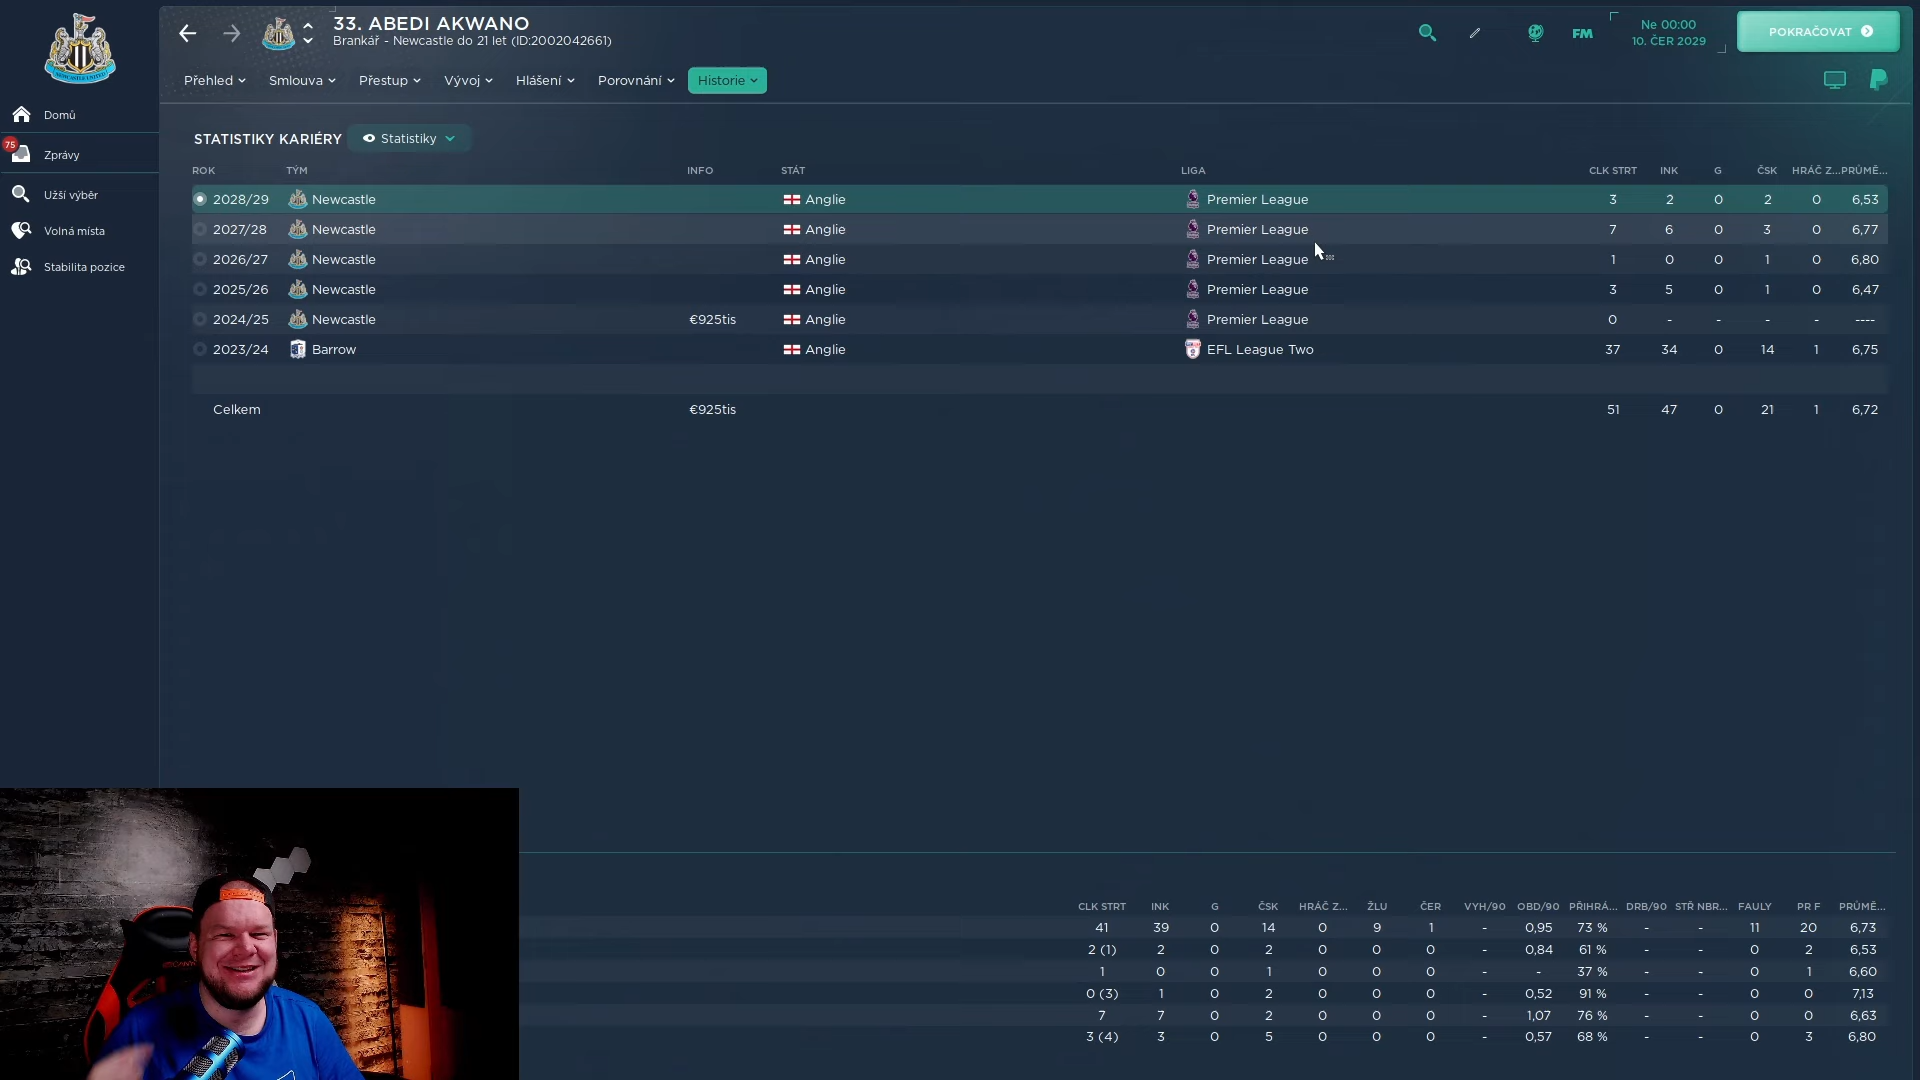 33. ABEDI AKWANO
Brankář - Newcastle do 21 let (ID:2002042661)
FM
Ne 00:00
10. ČER 2029
POKRAČOVAT
Přehled
Smlouva
Přestup
Vývoj
Hlášení
Porovnání
Historie
Domů
75
Zprávy
Užší výběr
Volná místa
Stabilita pozice
STATISTIKY KARIÉRY
Statistiky
ROK TÝM INFO STÁT LIGA CLK STRT INK G ČSK HRÁČ Z... PRŮMĚ...
2028/29 Newcastle Anglie Premier League 3 2 0 2 0 6,53
2027/28 Newcastle Anglie Premier League 7 6 0 3 0 6,77
2026/27 Newcastle Anglie Premier League 1 0 0 1 0 6,80
2025/26 Newcastle Anglie Premier League 3 5 0 1 0 6,47
2024/25 Newcastle €925tis Anglie Premier League 0 - - - - ----
2023/24 Barrow Anglie EFL League Two 37 34 0 14 1 6,75
Celkem €925tis 51 47 0 21 1 6,72
CLK STRT INK G ČSK HRÁČ Z... ŽLU ČER VYH/90 OBD/90 PŘIHRÁ... DRB/90 STŘ NBR... FAULY PR F PRŮMĚ...
41 39 0 14 0 9 1 - 0,95 73 % - - 11 20 6,73
2 (1) 2 0 2 0 0 0 - 0,84 61 % - - 0 2 6,53
1 0 0 1 0 0 0 - - 37 % - - 0 1 6,60
0 (3) 1 0 2 0 0 0 - 0,52 91 % - - 0 0 7,13
7 7 0 2 0 0 0 - 1,07 76 % - - 0 0 6,63
3 (4) 3 0 5 0 0 0 - 0,57 68 % - - 0 3 6,80